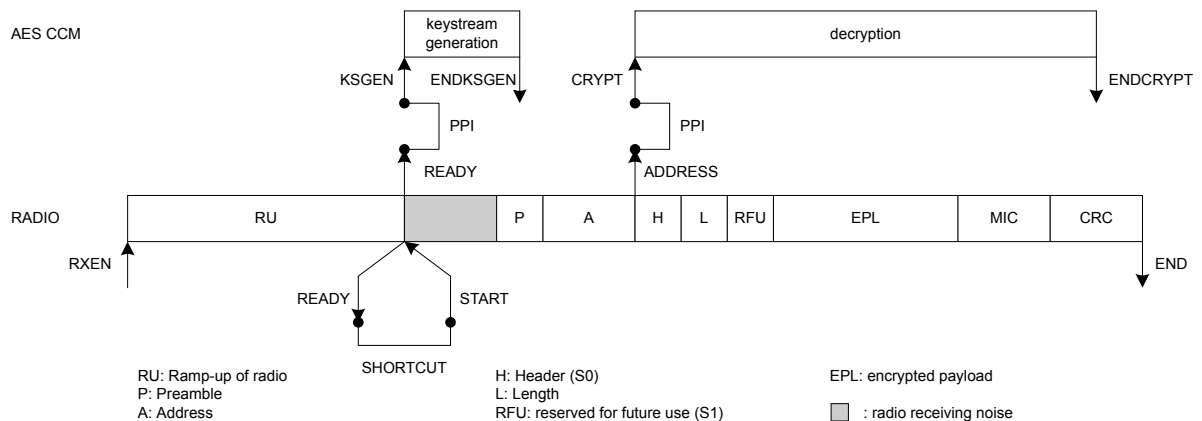 AES CCM
keystream
generation
decryption
KSGEN
ENDKSGEN
CRYPT
ENDCRYPT
PPI
PPI
READY
ADDRESS
RADIO
RU
P
A
H
L
RFU
EPL
MIC
CRC
RXEN
END
READY
START
SHORTCUT
RU: Ramp-up of radio
P: Preamble
A: Address
H: Header (S0)
L: Length
RFU: reserved for future use (S1)
EPL: encrypted payload
: radio receiving noise